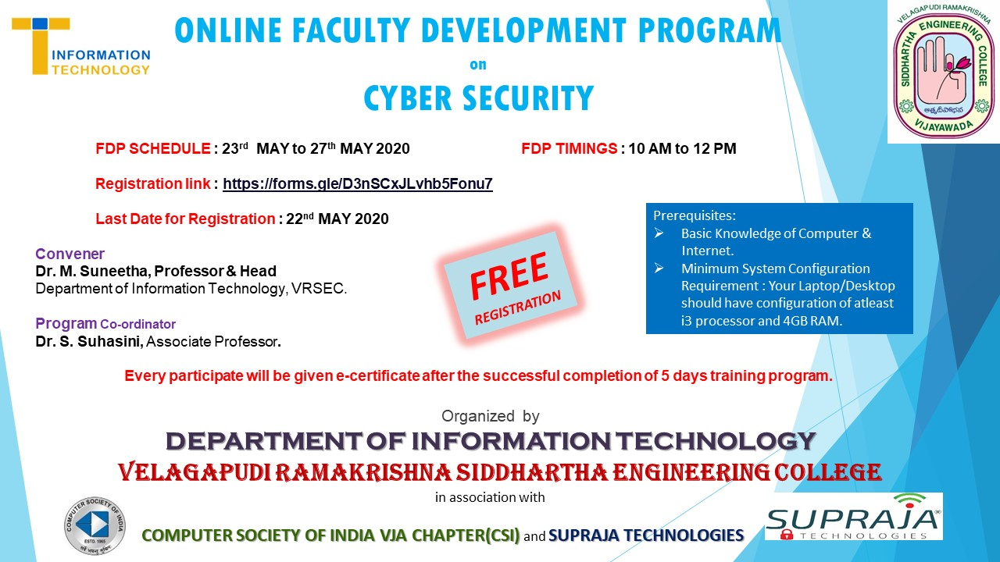 INFORMATION
TECHNOLOGY
ONLINE FACULTY DEVELOPMENT PROGRAM
on
CYBER SECURITY
VELAGAPUDI RAMAKRISHNA
SIDDHARTHA ENGINEERING COLLEGE
ఆత్మదీపోభవ
VIJAYAWADA
FDP SCHEDULE : 23rd MAY to 27th MAY 2020
FDP TIMINGS : 10 AM to 12 PM
Registration link : https://forms.gle/D3nSCxJLvhb5Fonu7
Last Date for Registration : 22nd MAY 2020
Convener
Dr. M. Suneetha, Professor & Head
Department of Information Technology, VRSEC.
Program Co-ordinator
Dr. S. Suhasini, Associate Professor.
FREE
REGISTRATION
Prerequisites:
➢ Basic Knowledge of Computer &
Internet.
➢ Minimum System Configuration
Requirement : Your Laptop/Desktop
should have configuration of atleast
i3 processor and 4GB RAM.
Every participate will be given e-certificate after the successful completion of 5 days training program.
Organized by
DEPARTMENT OF INFORMATION TECHNOLOGY
VELAGAPUDI RAMAKRISHNA SIDDHARTHA ENGINEERING COLLEGE
in association with
COMPUTER SOCIETY OF INDIA
ESTD. 1965
COMPUTER SOCIETY OF INDIA VJA CHAPTER(CSI) and SUPRAJA TECHNOLOGIES
SUPRAJA®
TECHNOLOGIES